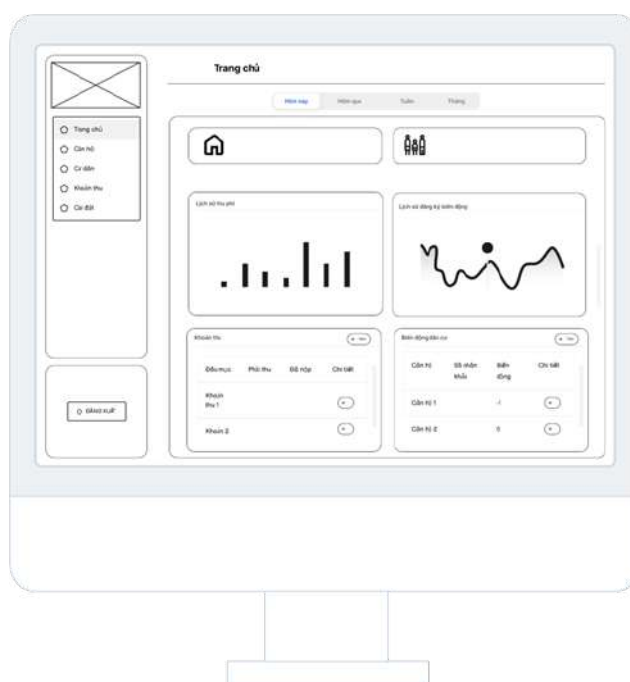 Trang chủ
Hôm nay Hôm qua Tuần Tháng
Trang chủ
Căn hộ
Cư dân
Khoản thu
Cài đặt
ĐĂNG XUẤT
Lịch sử thu phí
Lịch sử đăng ký biến động
Khoản thu
Đầu mục Phải thu Đã nộp Chi tiết
Khoản
thu 1
Khoản 2
Biến động dân cư
Căn hộ Số nhân Biến Chi tiết
khẩu động
Căn hộ 1 -1
Căn hộ 2